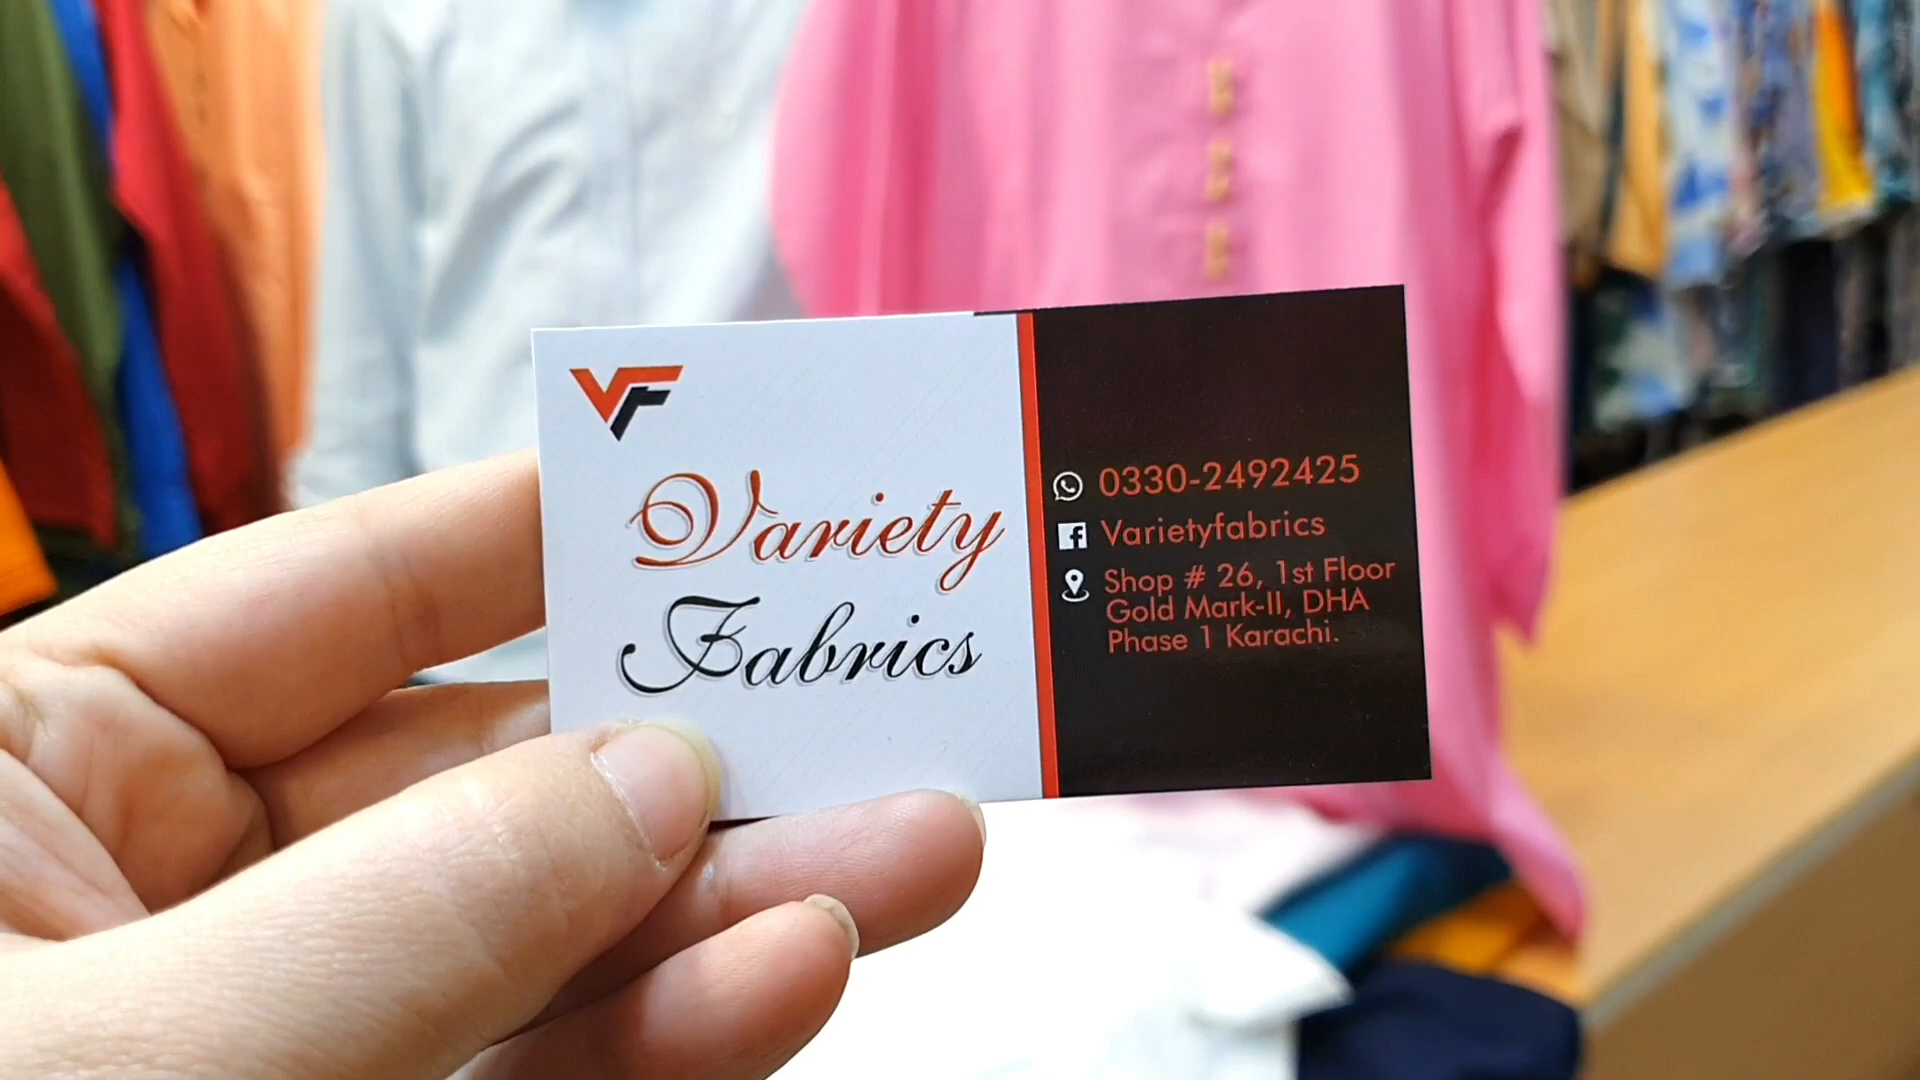 VF
Variety
Fabrics
0330-2492425
Varietyfabrics
Shop # 26, 1st Floor
Gold Mark-II, DHA
Phase 1 Karachi.